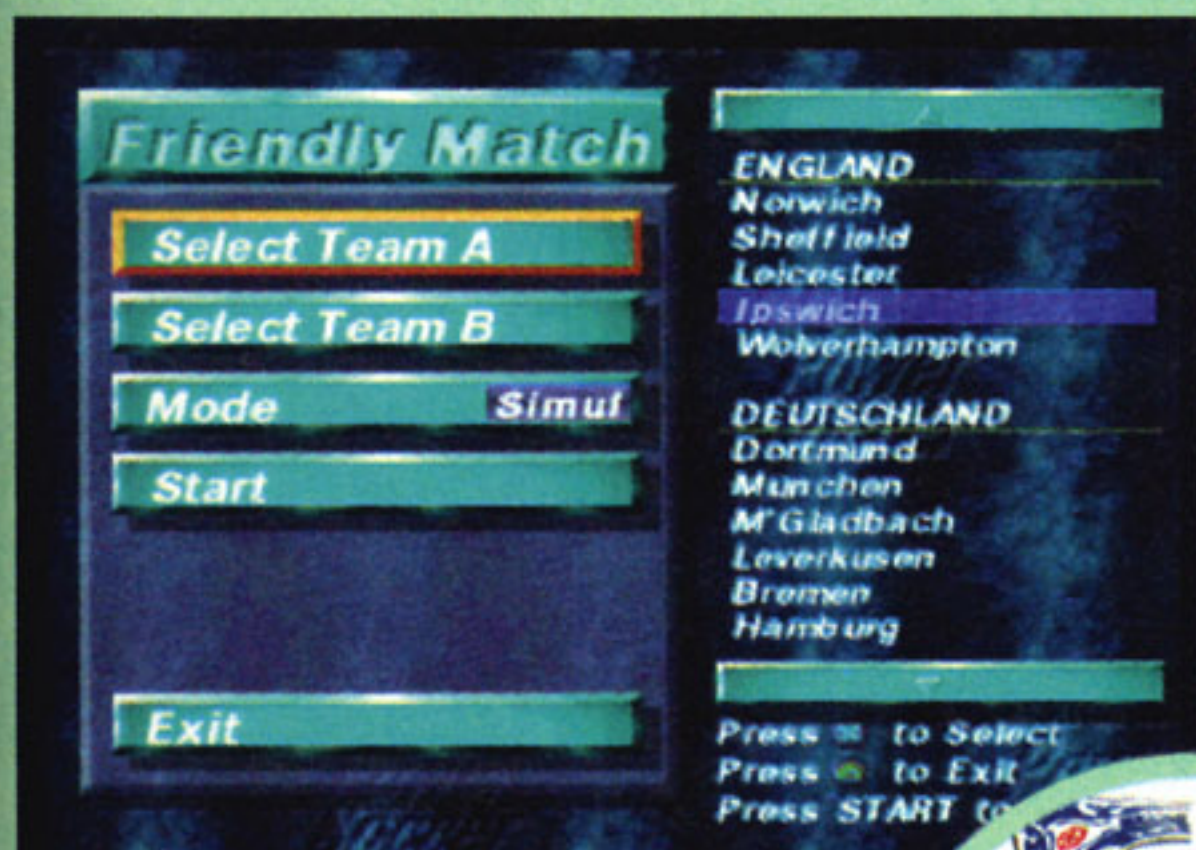 Friendly Match
Select Team A
Select Team B
Mode Simul
Start
Exit
ENGLAND
Norwich
Sheffield
Leicester
Ipswich
Wolverhampton
DEUTSCHLAND
Dortmund
Munchen
M'Gladbach
Leverkusen
Bremen
Hamburg
Press to Select
Press to Exit
Press START to